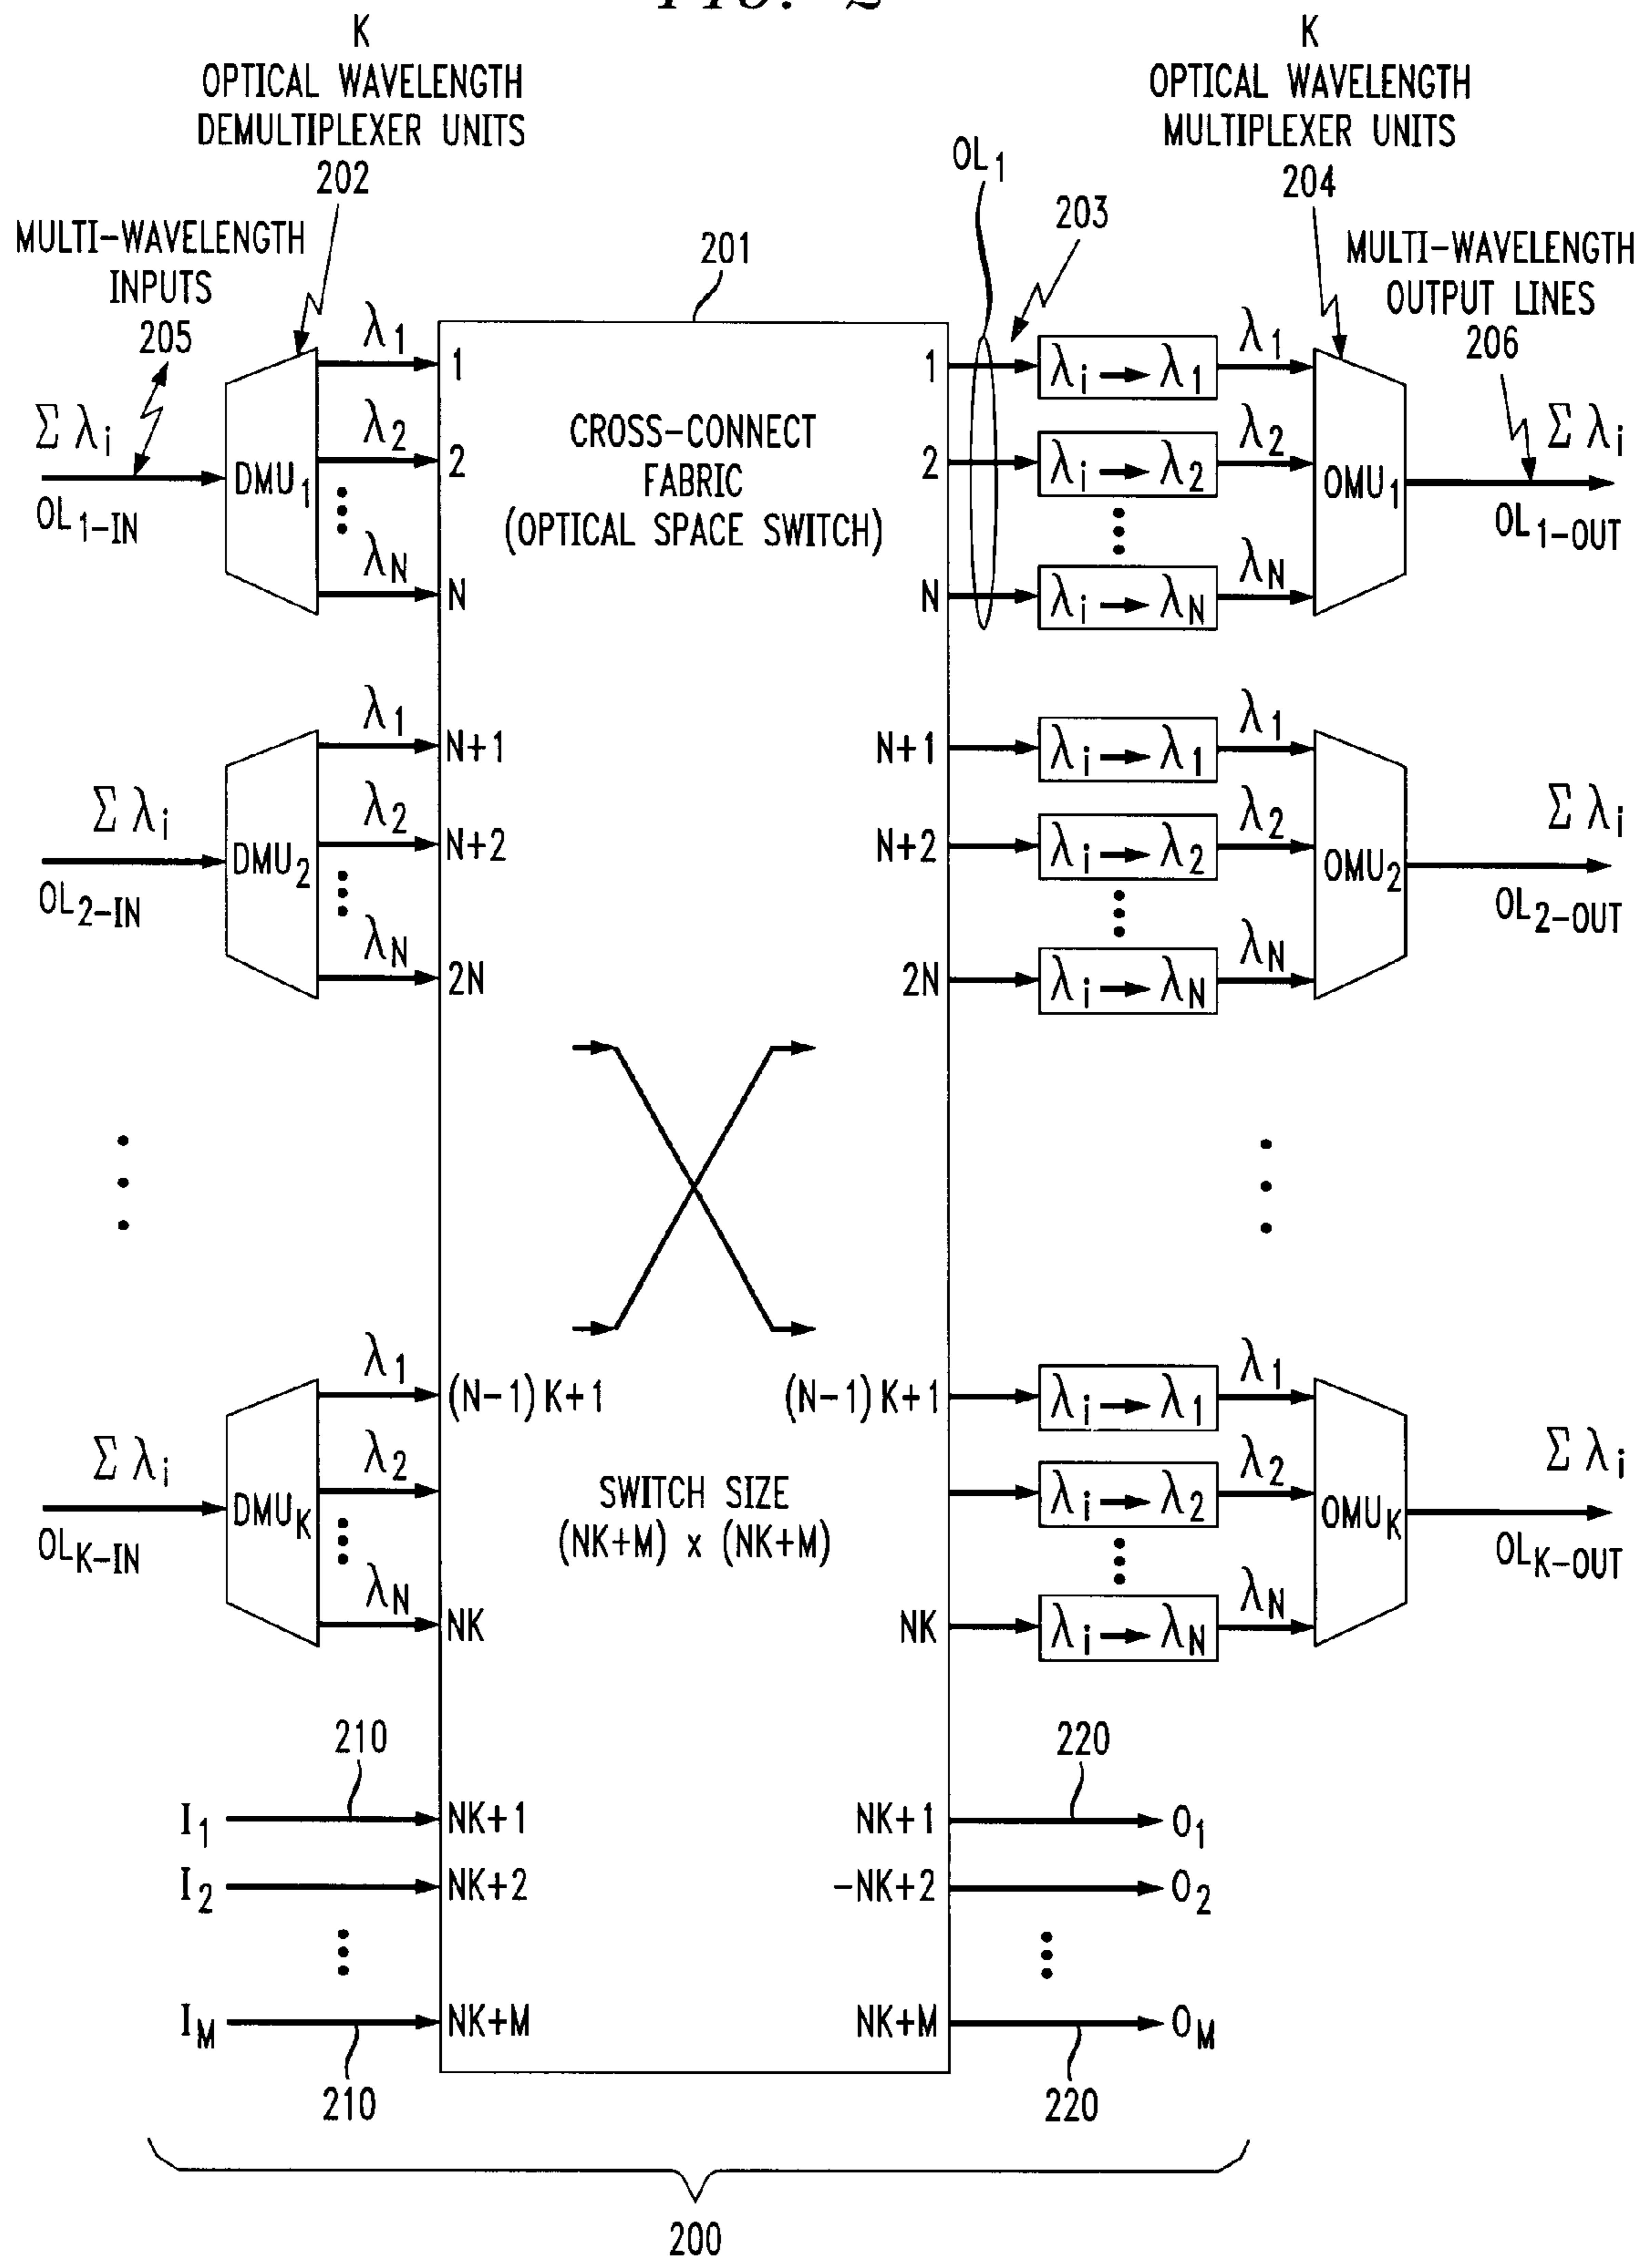 FIG. 2
K
OPTICAL WAVELENGTH
DEMULTIPLEXER UNITS
202
K
OPTICAL WAVELENGTH
MULTIPLEXER UNITS
204
MULTI-WAVELENGTH
INPUTS
205
201
OL1
203
MULTI-WAVELENGTH
OUTPUT LINES
206
Σ λi
OL1-IN
DMU1
λ1
λ2
λN
1
2
N
CROSS-CONNECT
FABRIC
(OPTICAL SPACE SWITCH)
1
2
N
λi → λ1
λi → λ2
λi → λN
λ1
λ2
λN
OMU1
Σ λi
OL1-OUT
Σ λi
OL2-IN
DMU2
λ1
λ2
λN
N+1
N+2
2N
N+1
N+2
2N
λi → λ1
λi → λ2
λi → λN
λ1
λ2
λN
OMU2
Σ λi
OL2-OUT
Σ λi
OLK-IN
DMUK
λ1
λ2
λN
(N-1)K+1
NK
SWITCH SIZE
(NK+M) x (NK+M)
(N-1)K+1
NK
λi → λ1
λi → λ2
λi → λN
λ1
λ2
λN
OMUK
Σ λi
OLK-OUT
210
220
I1
NK+1
NK+1
O1
I2
NK+2
-NK+2
O2
IM
NK+M
NK+M
OM
210
220
200